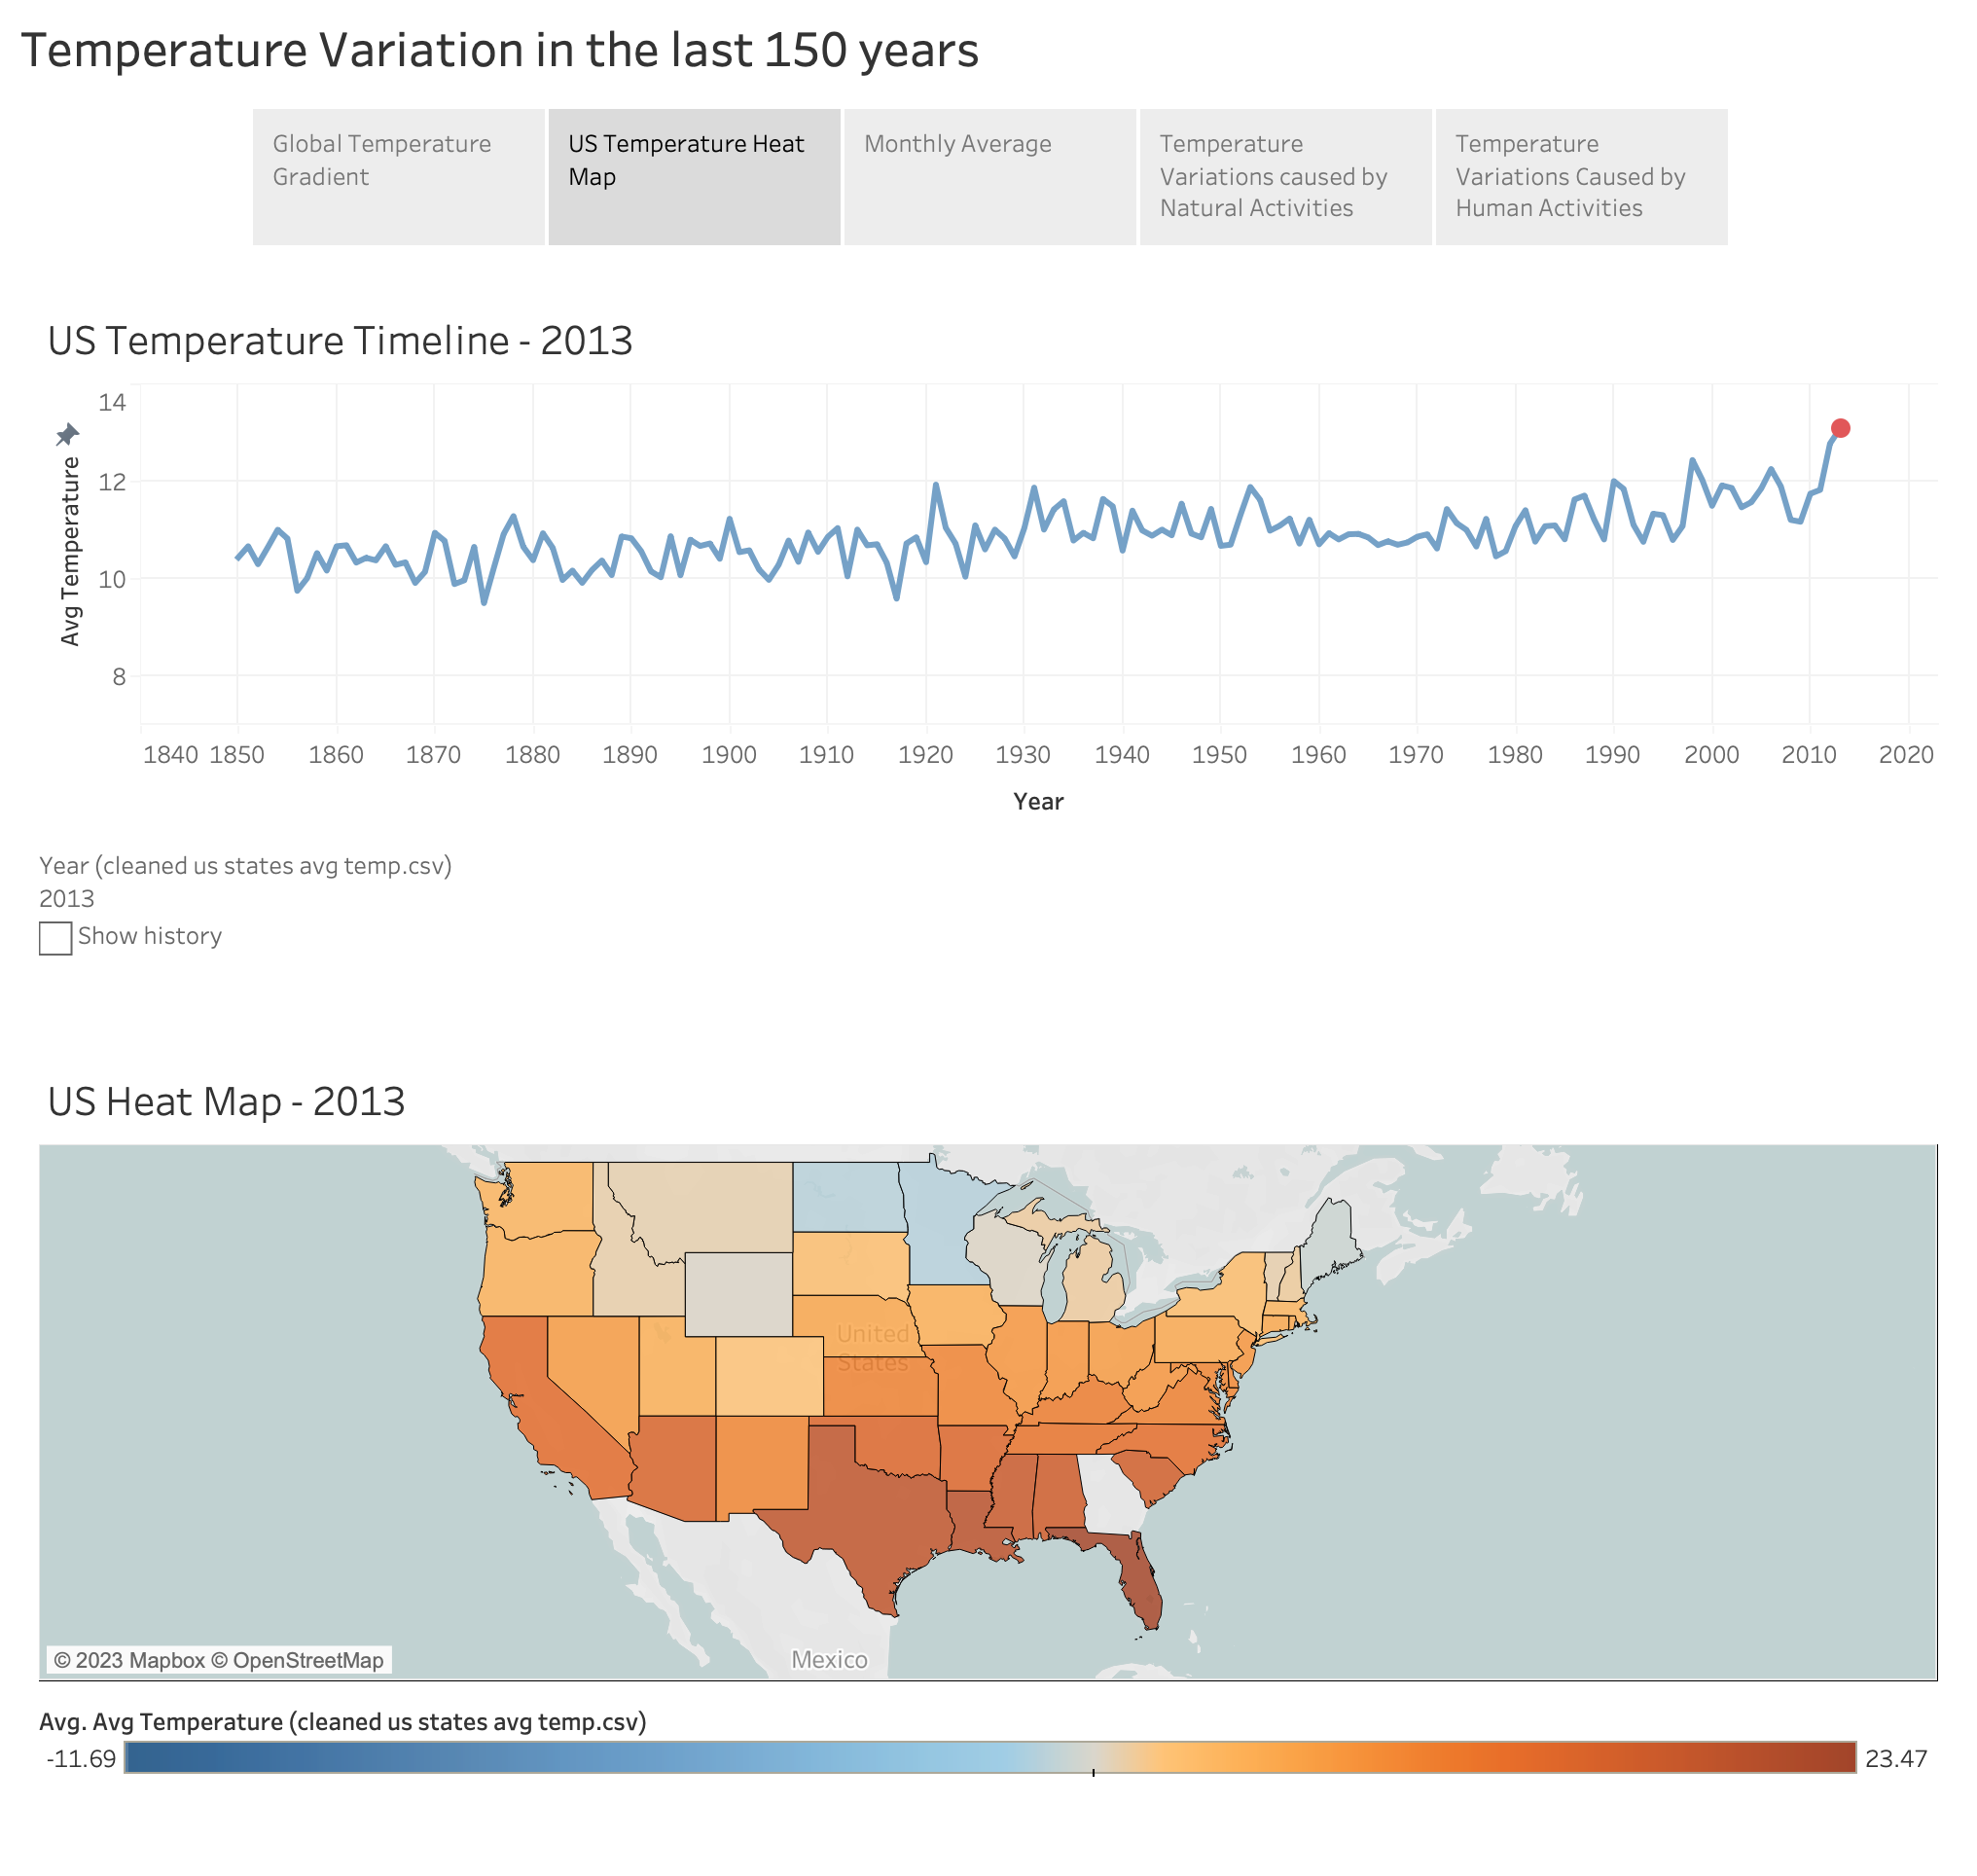 Temperature Variation in the last 150 years
Global Temperature
Gradient
US Temperature Heat
Map
Monthly Average
Temperature
Variations caused by
Natural Activities
Temperature
Variations Caused by
Human Activities
US Temperature Timeline - 2013
Avg Temperature
14
12
10
8
1840 1850 1860 1870 1880 1890 1900 1910 1920 1930 1940 1950 1960 1970 1980 1990 2000 2010 2020
Year
Year (cleaned us states avg temp.csv)
2013
Show history
US Heat Map - 2013
United
States
Mexico
© 2023 Mapbox © OpenStreetMap
Avg. Avg Temperature (cleaned us states avg temp.csv)
-11.69 23.47